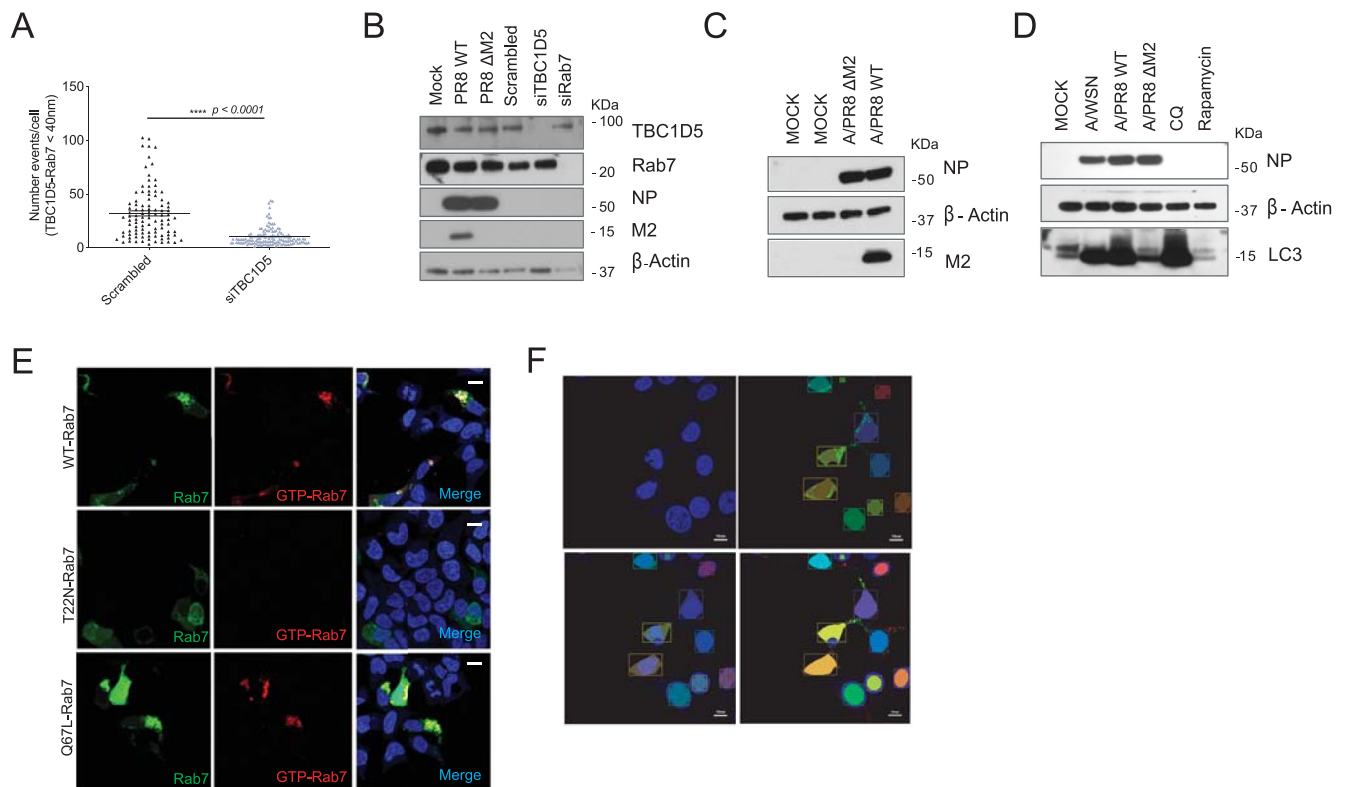 A
Number events/cell
(TBC1D5-Rab7 < 40nm)
150
100
50
0
**** p < 0.0001
Scrambled
siTBC1D5
B
Mock
PR8 WT
PR8 ΔM2
Scrambled
siTBC1D5
siRab7
KDa
- 100
TBC1D5
- 20
Rab7
- 50
NP
- 15
M2
- 37
β-Actin
C
MOCK
MOCK
A/PR8 ΔM2
A/PR8 WT
KDa
-50
NP
-37
β - Actin
-15
M2
D
MOCK
A/WSN
A/PR8 WT
A/PR8 ΔM2
CQ
Rapamycin
KDa
-50
NP
-37
β - Actin
-15
LC3
E
WT-Rab7
Rab7
GTP-Rab7
Merge
T22N-Rab7
Rab7
GTP-Rab7
Merge
Q67L-Rab7
Rab7
GTP-Rab7
Merge
F